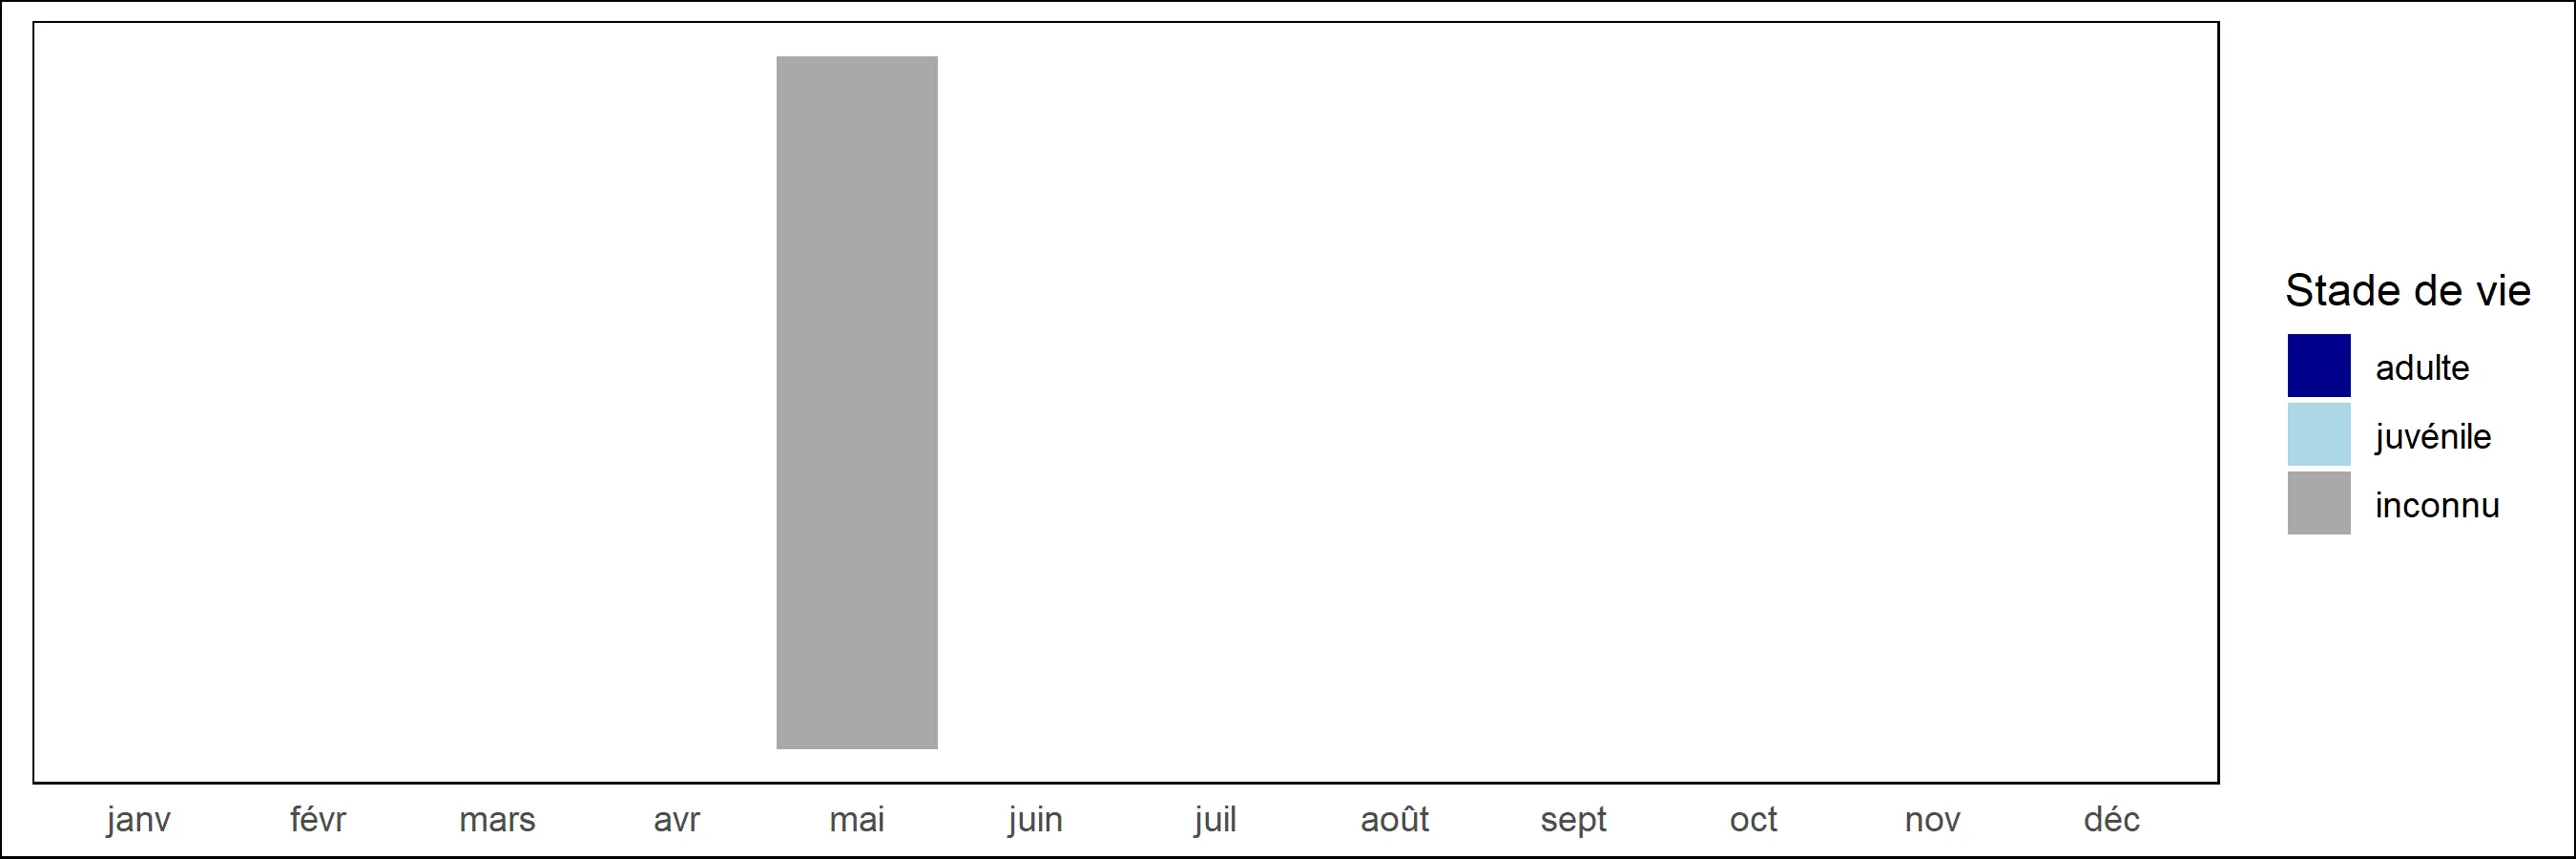 Stade de vie
adulte
juvénile
inconnu
janv févr mars avr mai juin juil août sept oct nov déc